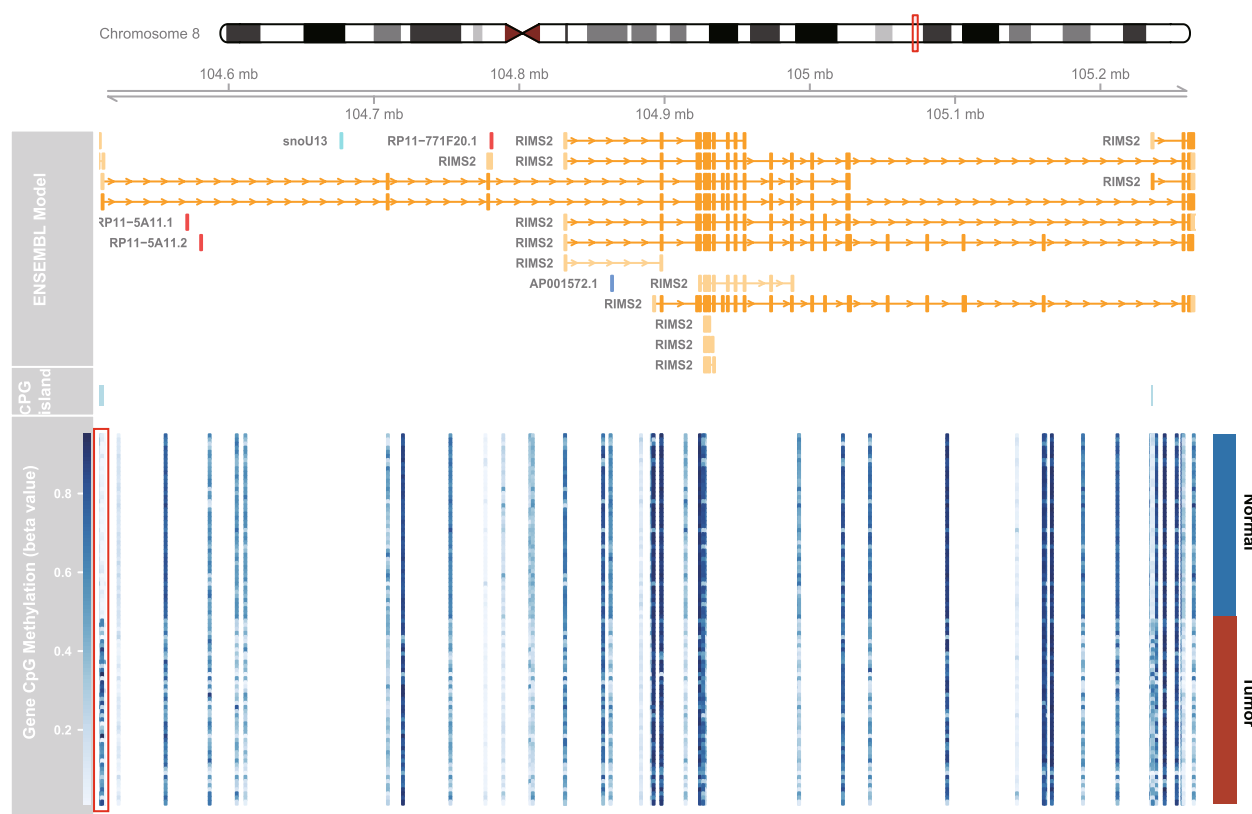 Chromosome 8
104.6 mb
104.8 mb
105 mb
105.2 mb
104.7 mb
104.9 mb
105.1 mb
ENSEMBL Model
snoU13
RP11−771F20.1
RIMS2
RIMS2
RIMS2
RIMS2
RIMS2
RP11−5A11.1
RIMS2
RP11−5A11.2
RIMS2
RIMS2
AP001572.1
RIMS2
RIMS2
RIMS2
RIMS2
RIMS2
CPG
island
Gene CpG Methylation (beta value)
0.8
0.6
0.4
0.2
Normal
Tumor